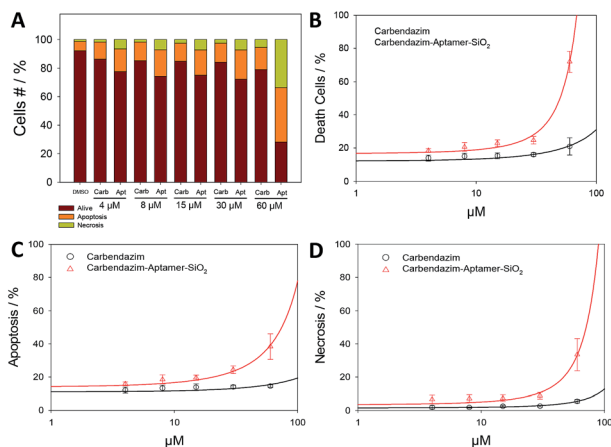 A
Cells # / %
100
80
60
40
20
0
DMSO Carb Apt Carb Apt Carb Apt Carb Apt Carb Apt
4 µM 8 µM 15 µM 30 µM 60 µM
Alive
Apoptosis
Necrosis
B
Death Cells / %
100
80
60
40
20
0
Carbendazim
Carbendazim-Aptamer-SiO₂
1 10 100
µM
C
Apoptosis / %
100
80
60
40
20
0
Carbendazim
Carbendazim-Aptamer-SiO₂
1 10 100
µM
D
Necrosis / %
100
80
60
40
20
0
Carbendazim
Carbendazim-Aptamer-SiO₂
1 10 100
µM